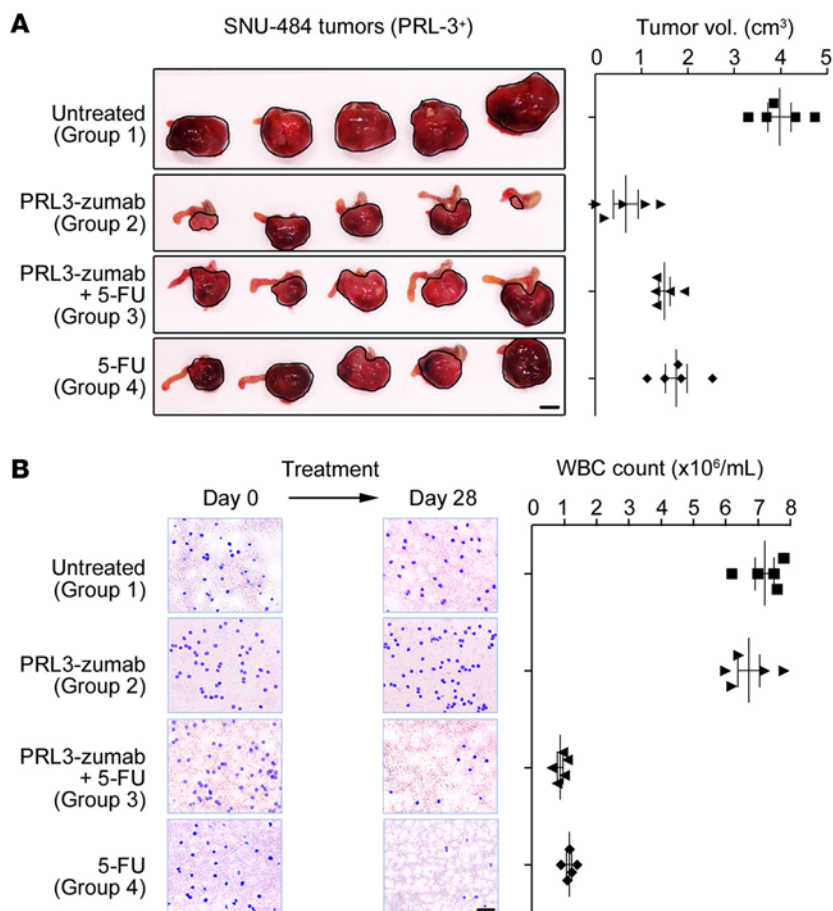 A
SNU-484 tumors (PRL-3⁺)
Tumor vol. (cm³)
0 1 2 3 4 5
Untreated
(Group 1)
PRL3-zumab
(Group 2)
PRL3-zumab
+ 5-FU
(Group 3)
5-FU
(Group 4)
B
Treatment
Day 0
Day 28
WBC count (x10⁶/mL)
0 1 2 3 4 5 6 7 8
Untreated
(Group 1)
PRL3-zumab
(Group 2)
PRL3-zumab
+ 5-FU
(Group 3)
5-FU
(Group 4)